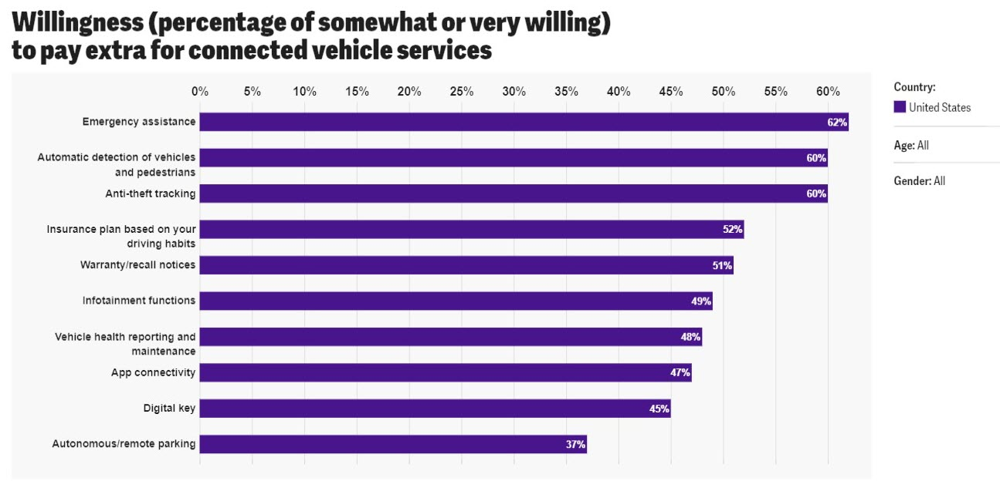 Willingness (percentage of somewhat or very willing)
to pay extra for connected vehicle services
0% 5% 10% 15% 20% 25% 30% 35% 40% 45% 50% 55% 60%
Emergency assistance 62%
Automatic detection of vehicles 60%
and pedestrians
Anti-theft tracking 60%
Insurance plan based on your 52%
driving habits
Warranty/recall notices 51%
Infotainment functions 49%
Vehicle health reporting and 48%
maintenance
App connectivity 47%
Digital key 45%
Autonomous/remote parking 37%
Country:
United States
Age: All
Gender: All